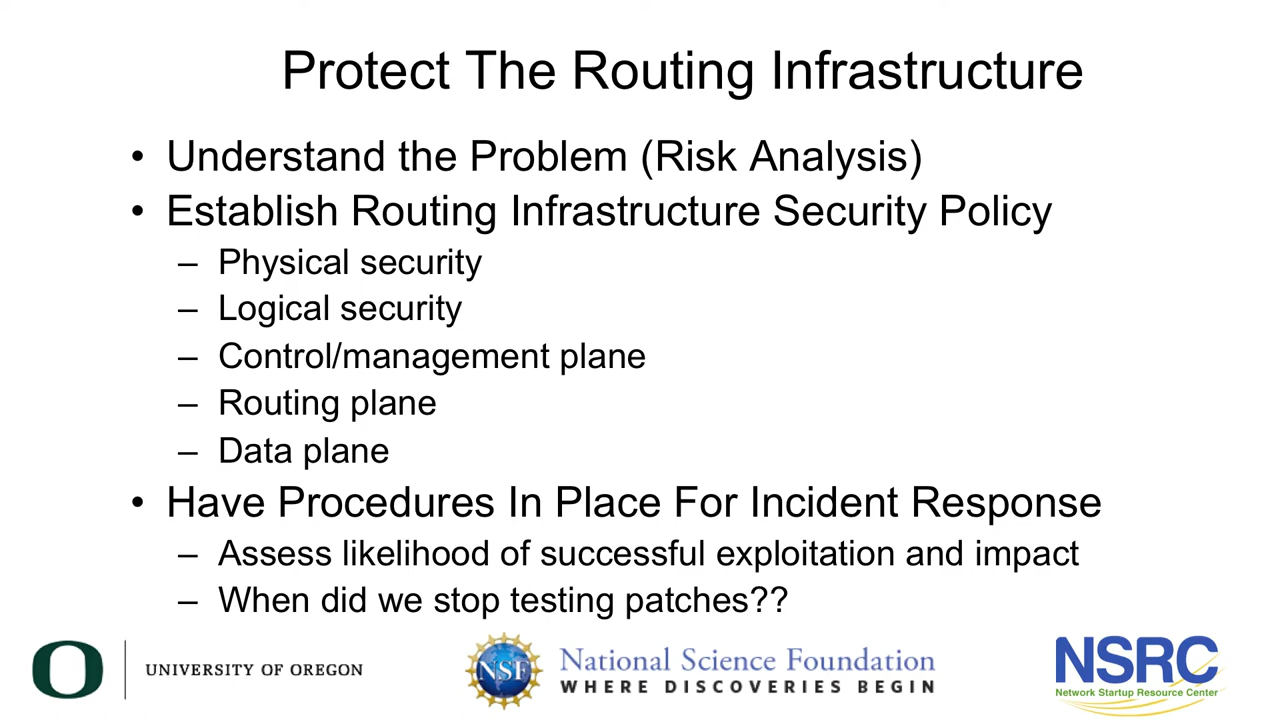 Protect The Routing Infrastructure
• Understand the Problem (Risk Analysis)
• Establish Routing Infrastructure Security Policy
– Physical security
– Logical security
– Control/management plane
– Routing plane
– Data plane
• Have Procedures In Place For Incident Response
– Assess likelihood of successful exploitation and impact
– When did we stop testing patches??
O
UNIVERSITY OF OREGON
NSF
National Science Foundation
WHERE DISCOVERIES BEGIN
NSRC
Network Startup Resource Center